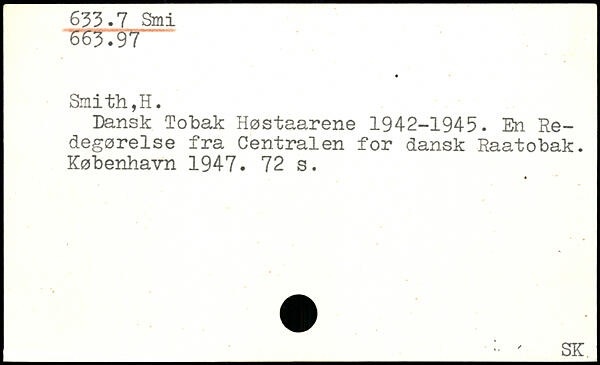 633.7 Smi
663.97
Smith,H.
Dansk Tobak Høstaarene 1942-1945. En Re-
degørelse fra Centralen for dansk Raatobak.
København 1947. 72 s.
SK